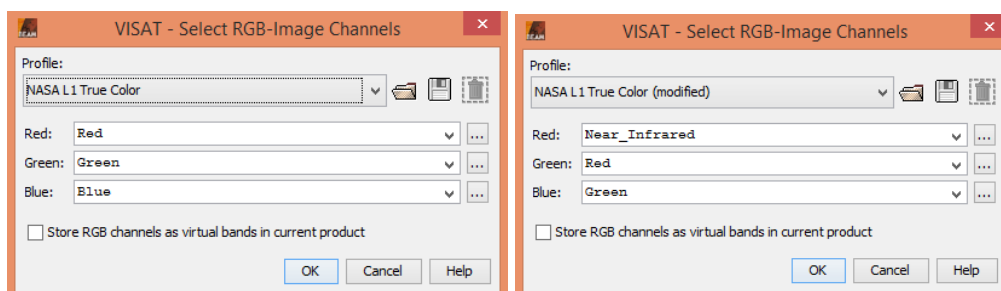 VISAT - Select RGB-Image Channels
Profile:
NASA L1 True Color
Red: Red
Green: Green
Blue: Blue
Store RGB channels as virtual bands in current product
OK Cancel Help
VISAT - Select RGB-Image Channels
Profile:
NASA L1 True Color (modified)
Red: Near_Infrared
Green: Red
Blue: Green
Store RGB channels as virtual bands in current product
OK Cancel Help